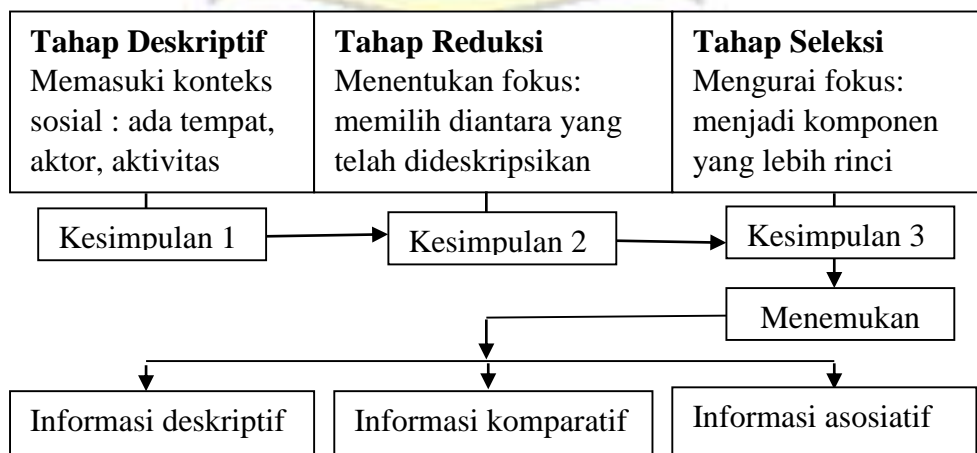 Tahap Deskriptif
Memasuki konteks
sosial : ada tempat,
aktor, aktivitas
Tahap Reduksi
Menentukan fokus:
memilih diantara yang
telah dideskripsikan
Tahap Seleksi
Mengurai fokus:
menjadi komponen
yang lebih rinci
Kesimpulan 1
Kesimpulan 2
Kesimpulan 3
Menemukan
Informasi deskriptif
Informasi komparatif
Informasi asosiatif